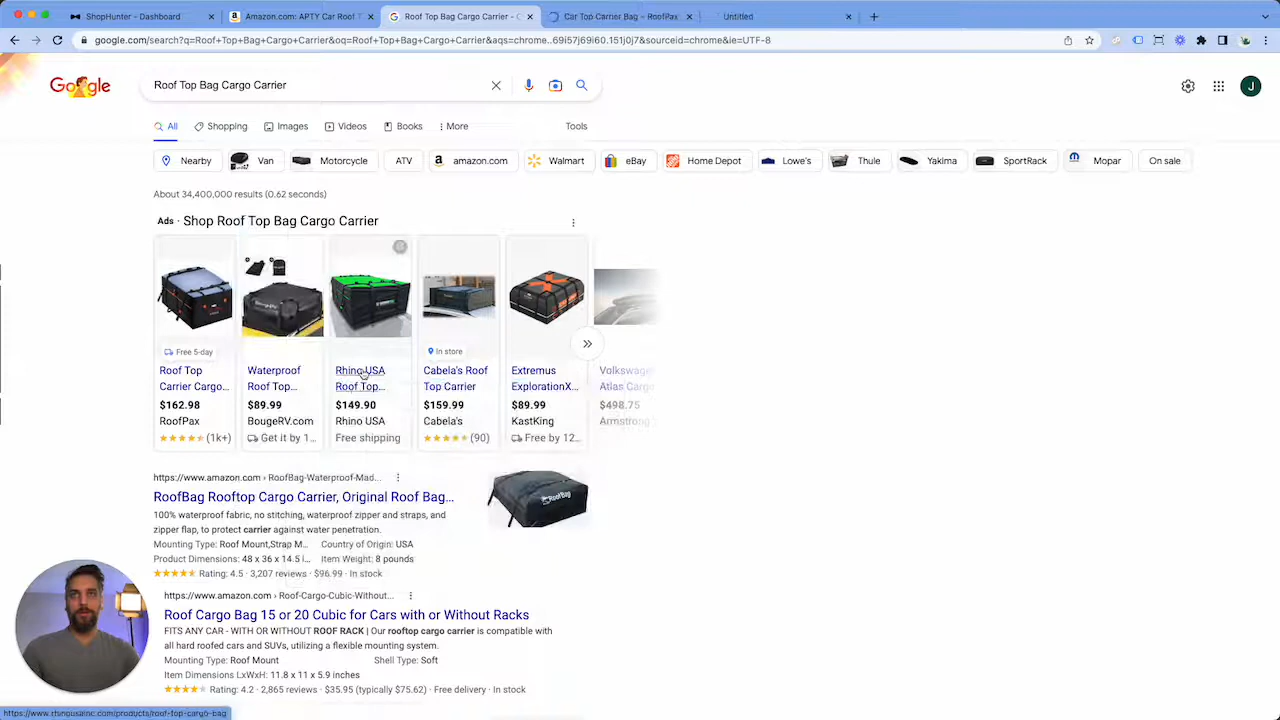 ShopHunter - Dashboard
Amazon.com: APTY Car Roof T
Roof Top Bag Cargo Carrier -
Car Top Carrier Bag – RoofPax
Untitled
google.com/search?q=Roof+Top+Bag+Cargo+Carrier&oq=Roof+Top+Bag+Cargo+Carrier&aqs=chrome..69i57j69i60.151j0j7&sourceid=chrome&ie=UTF-8
Google
Roof Top Bag Cargo Carrier
J
All
Shopping
Images
Videos
Books
More
Tools
Nearby
Van
Motorcycle
ATV
amazon.com
Walmart
eBay
Home Depot
Lowe's
Thule
Yakima
SportRack
Mopar
On sale
About 34,400,000 results (0.62 seconds)
Ads · Shop Roof Top Bag Cargo Carrier
Free 5-day
Roof Top
Carrier Cargo...
$162.98
RoofPax
(1k+)
Waterproof
Roof Top...
$89.99
BougeRV.com
Get it by 1...
Rhino USA
Roof Top...
$149.90
Rhino USA
Free shipping
In store
Cabela's Roof
Top Carrier
$159.99
Cabela's
(90)
Extremus
ExplorationX...
$89.99
KastKing
Free by 12...
Volkswage
Atlas Cargo
$498.75
Armstrong
https://www.amazon.com › RoofBag-Waterproof-Mad...
RoofBag Rooftop Cargo Carrier, Original Roof Bag...
100% waterproof fabric, no stitching, waterproof zipper and straps, and
zipper flap, to protect carrier against water penetration.
Mounting Type: Roof Mount,Strap M... Country of Origin: USA
Product Dimensions: 48 x 36 x 14.5 i... Item Weight: 8 pounds
Rating: 4.5 · 3,207 reviews · $96.99 · In stock
RoofBag
https://www.amazon.com › Roof-Cargo-Cubic-Without...
Roof Cargo Bag 15 or 20 Cubic for Cars with or Without Racks
FITS ANY CAR - WITH OR WITHOUT ROOF RACK | Our rooftop cargo carrier is compatible with
all hard roofed cars and SUVs, utilizing a flexible mounting system.
Mounting Type: Roof Mount Shell Type: Soft
Item Dimensions LxWxH: 11.8 x 11 x 5.9 inches
Rating: 4.2 · 2,865 reviews · $35.95 (typically $75.62) · Free delivery · In stock